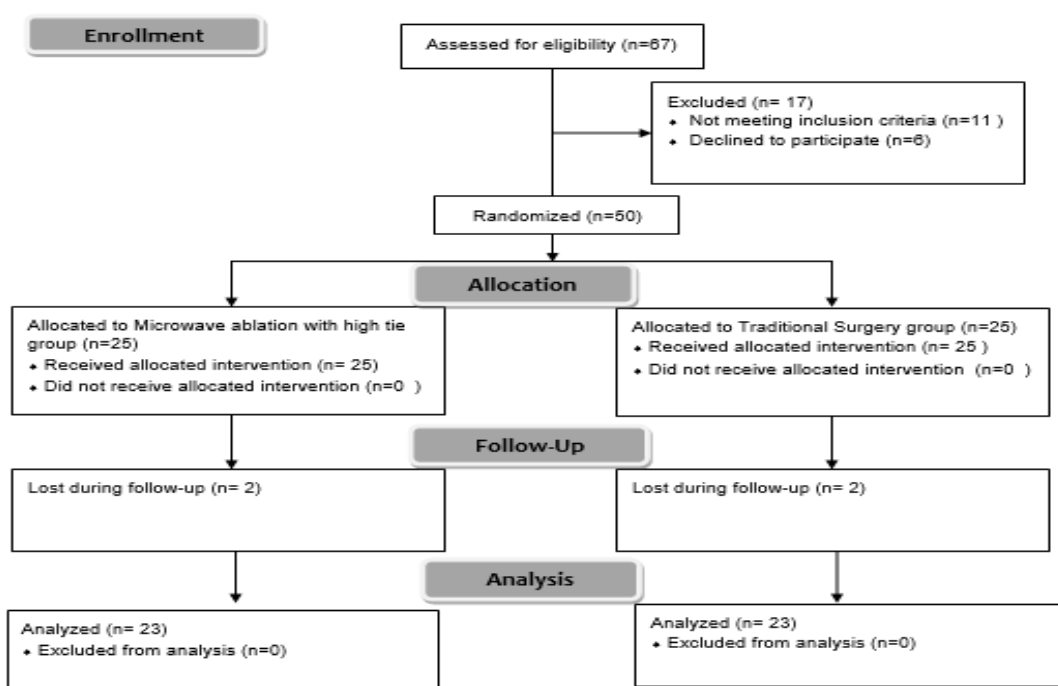 Enrollment
Assessed for eligibility (n=67)
Excluded (n= 17)
♦ Not meeting inclusion criteria (n=11 )
♦ Declined to participate (n=6)
Randomized (n=50)
Allocation
Allocated to Microwave ablation with high tie
group (n=25)
♦ Received allocated intervention (n= 25)
♦ Did not receive allocated intervention (n=0 )
Allocated to Traditional Surgery group (n=25)
♦ Received allocated intervention (n= 25 )
♦ Did not receive allocated intervention (n=0 )
Follow-Up
Lost during follow-up (n= 2)
Lost during follow-up (n= 2)
Analysis
Analyzed (n= 23)
♦ Excluded from analysis (n=0)
Analyzed (n= 23)
♦ Excluded from analysis (n=0)